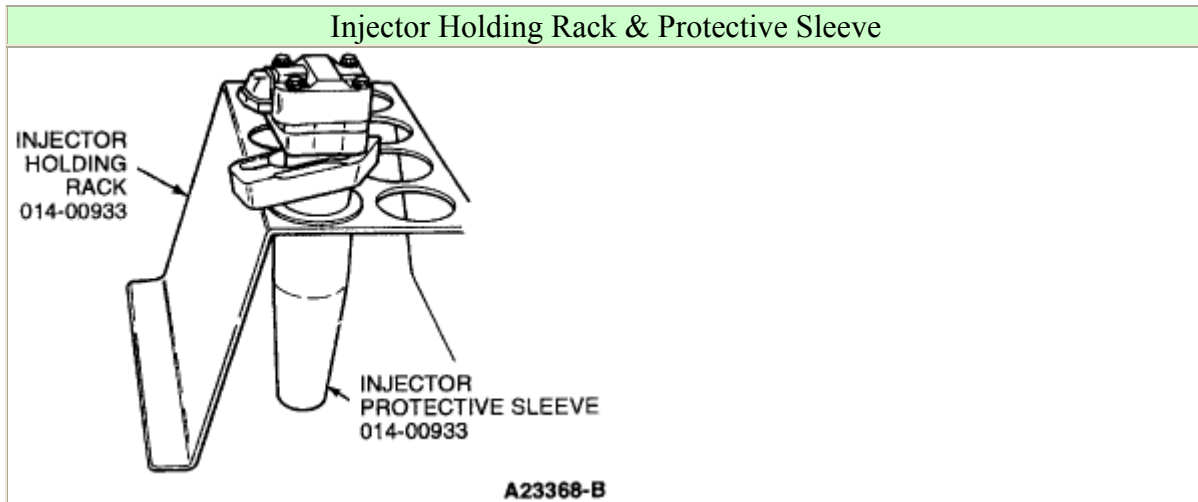 Injector Holding Rack & Protective Sleeve
INJECTOR
HOLDING
RACK
014-00933
INJECTOR
PROTECTIVE SLEEVE
014-00933
A23368-B